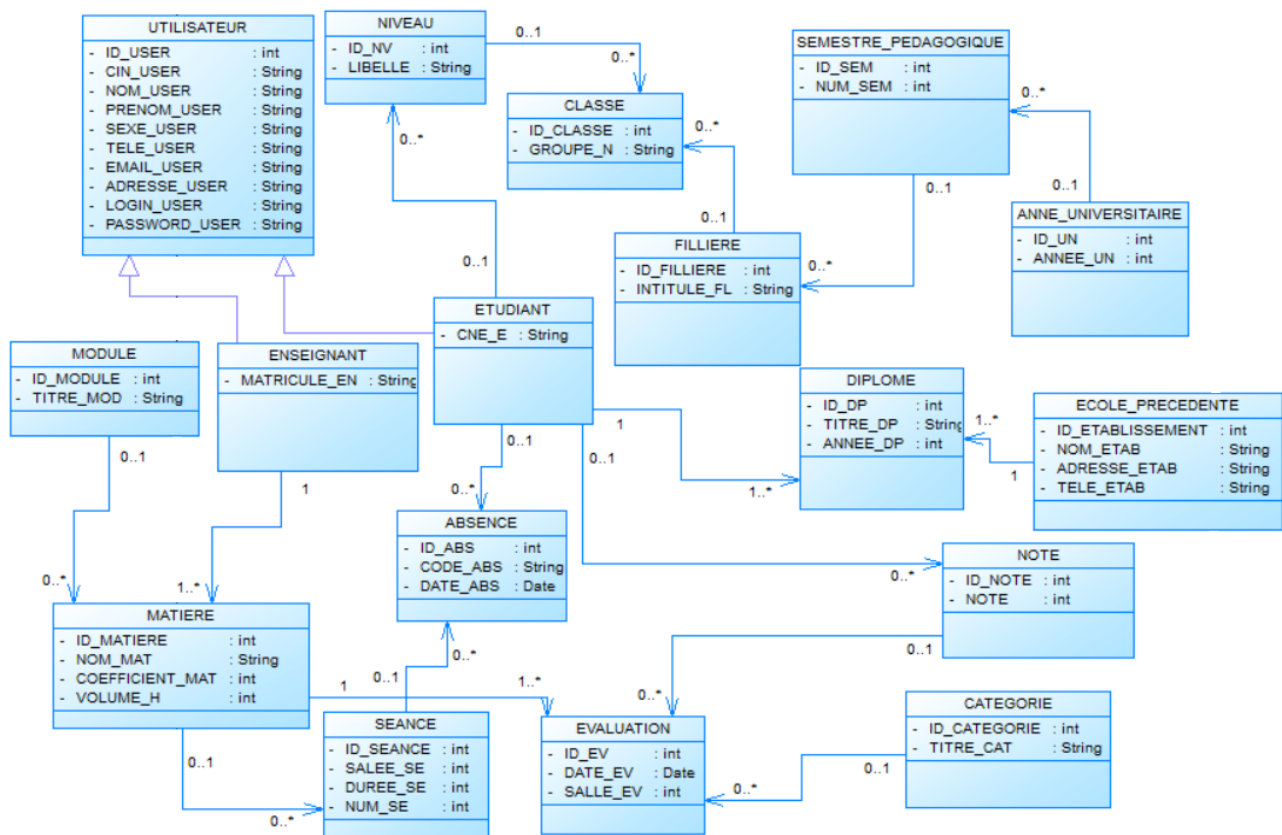 UTILISATEUR
- ID_USER : int
- CIN_USER : String
- NOM_USER : String
- PRENOM_USER : String
- SEXE_USER : String
- TELE_USER : String
- EMAIL_USER : String
- ADRESSE_USER : String
- LOGIN_USER : String
- PASSWORD_USER : String
NIVEAU
- ID_NV : int
- LIBELLE : String
0..1
0..*
0..*
0..1
CLASSE
- ID_CLASSE : int
- GROUPE_N : String
0..*
0..1
SEMESTRE_PEDAGOGIQUE
- ID_SEM : int
- NUM_SEM : int
0..*
0..1
0..1
0..*
ANNE_UNIVERSITAIRE
- ID_UN : int
- ANNEE_UN : int
FILLIERE
- ID_FILLIERE : int
- INTITULE_FL : String
ETUDIANT
- CNE_E : String
MODULE
- ID_MODULE : int
- TITRE_MOD : String
ENSEIGNANT
- MATRICULE_EN : String
DIPLOME
- ID_DP : int
- TITRE_DP : String
- ANNEE_DP : int
ECOLE_PRECEDENTE
- ID_ETABLISSEMENT : int
- NOM_ETAB : String
- ADRESSE_ETAB : String
- TELE_ETAB : String
1..*
1
1
1..*
0..1
0..*
0..1
0..*
0..1
0..*
1
1..*
ABSENCE
- ID_ABS : int
- CODE_ABS : String
- DATE_ABS : Date
NOTE
- ID_NOTE : int
- NOTE : int
0..1
0..*
MATIERE
- ID_MATIERE : int
- NOM_MAT : String
- COEFFICIENT_MAT : int
- VOLUME_H : int
0..*
0..1
1
1..*
0..1
0..*
SEANCE
- ID_SEANCE : int
- SALEE_SE : int
- DUREE_SE : int
- NUM_SE : int
EVALUATION
- ID_EV : int
- DATE_EV : Date
- SALLE_EV : int
CATEGORIE
- ID_CATEGORIE : int
- TITRE_CAT : String
0..1
0..*